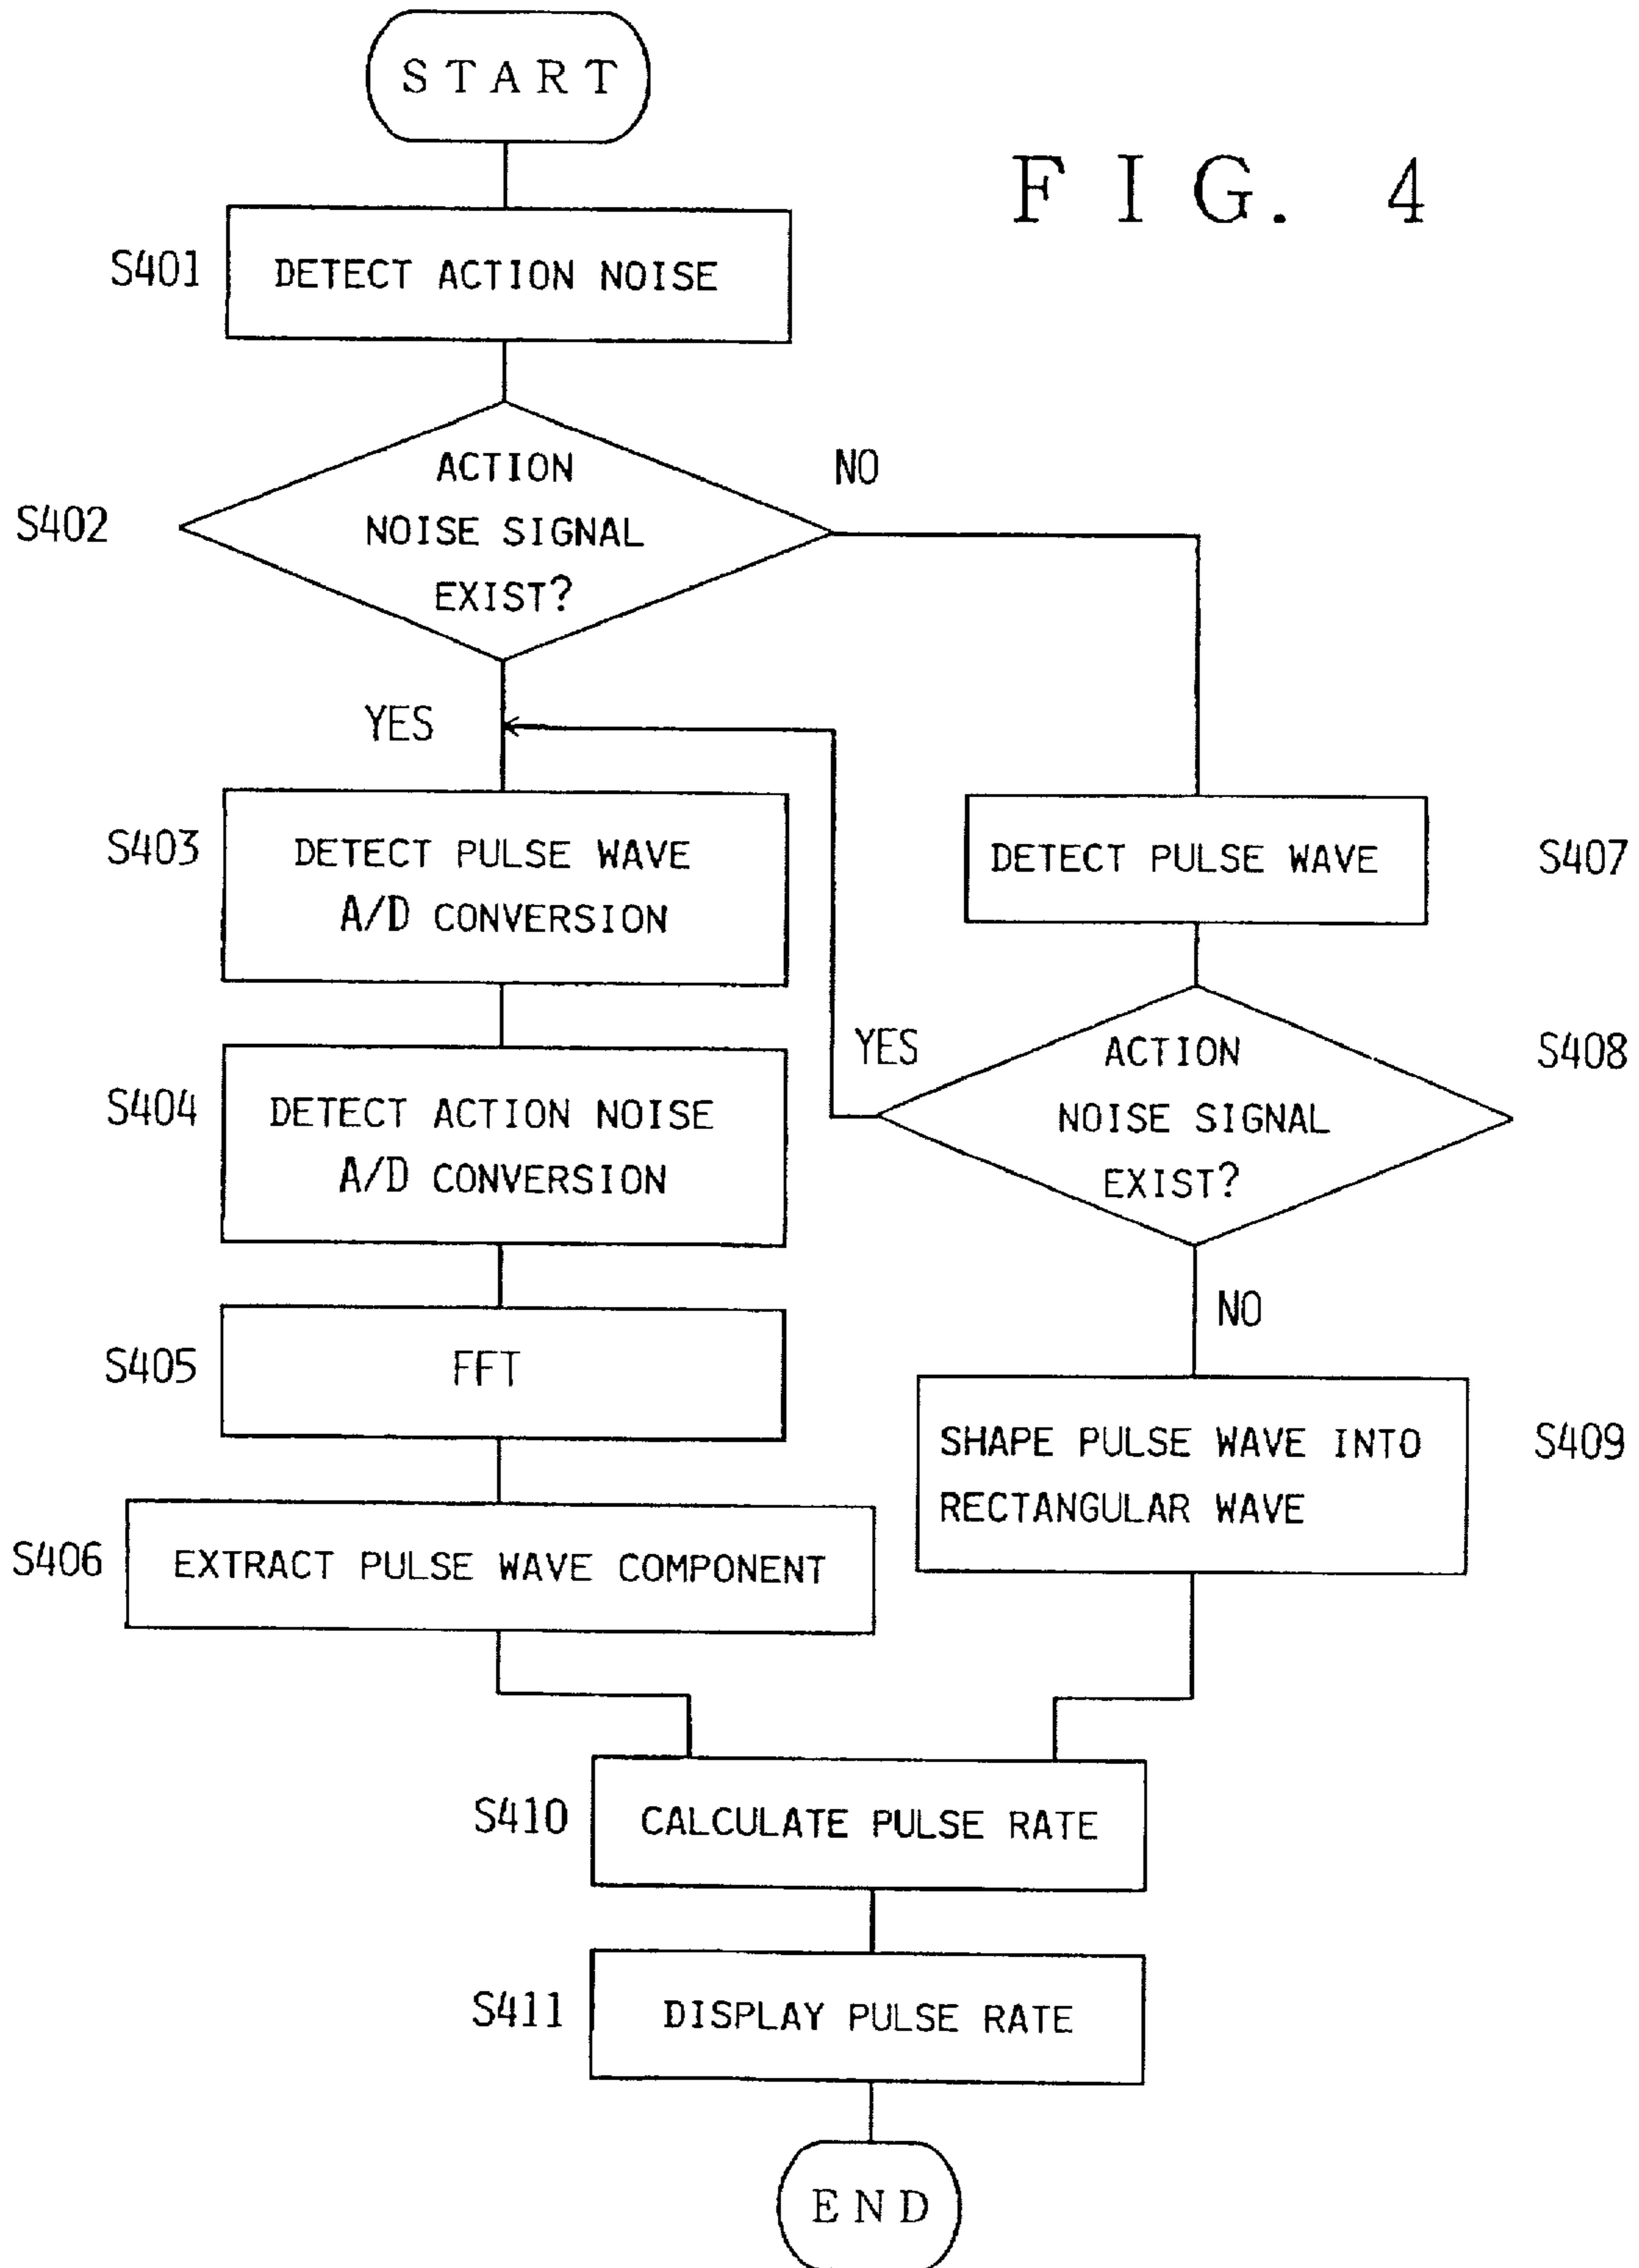 START
FIG. 4
S401
DETECT ACTION NOISE
S402
ACTION
NOISE SIGNAL
EXIST?
NO
YES
S403
DETECT PULSE WAVE
A/D CONVERSION
S407
DETECT PULSE WAVE
S404
DETECT ACTION NOISE
A/D CONVERSION
YES
S408
ACTION
NOISE SIGNAL
EXIST?
NO
S405
FFT
S409
SHAPE PULSE WAVE INTO
RECTANGULAR WAVE
S406
EXTRACT PULSE WAVE COMPONENT
S410
CALCULATE PULSE RATE
S411
DISPLAY PULSE RATE
END